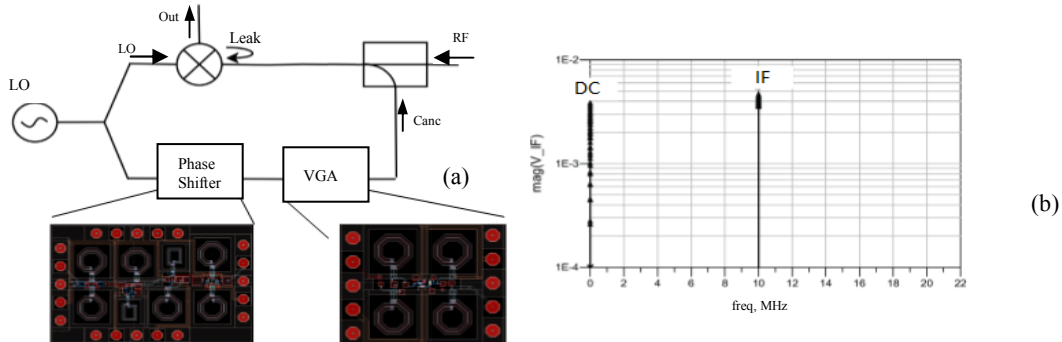 Out
Leak
LO
RF
LO
Canc
Phase
Shifter
VGA
(a)
1E-2
DC
IF
1E-3
mag(V_IF)
1E-4
0 2 4 6 8 10 12 14 16 18 20 22
freq, MHz
(b)